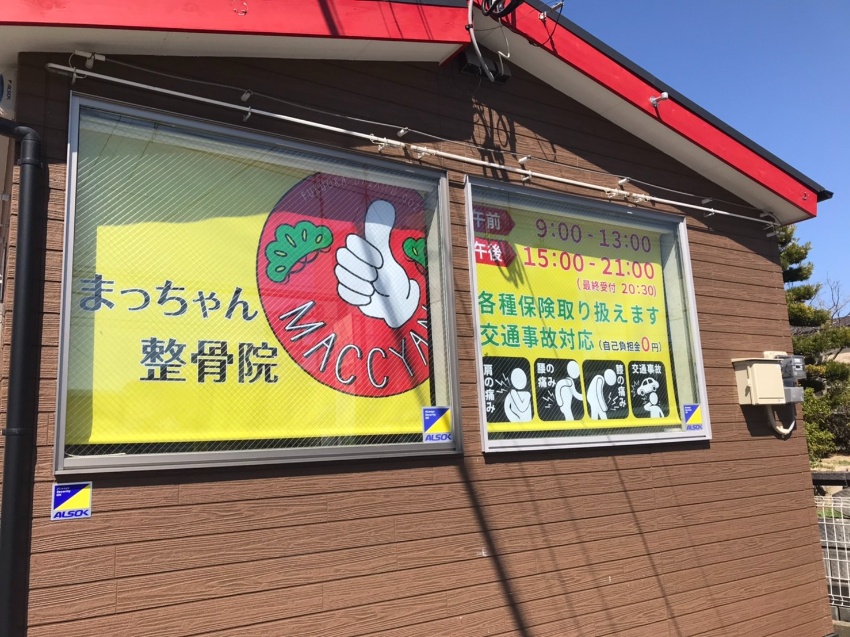 まっちゃん
整骨院
MACCYAN
午前 9:00-13:00
午後 15:00-21:00
(最終受付 20:30)
各種保険取り扱えます
交通事故対応(自己負担金0円)
肩の痛み
腰の痛み
膝の痛み
交通事故
ALSOK
ALSOK
ALSOK